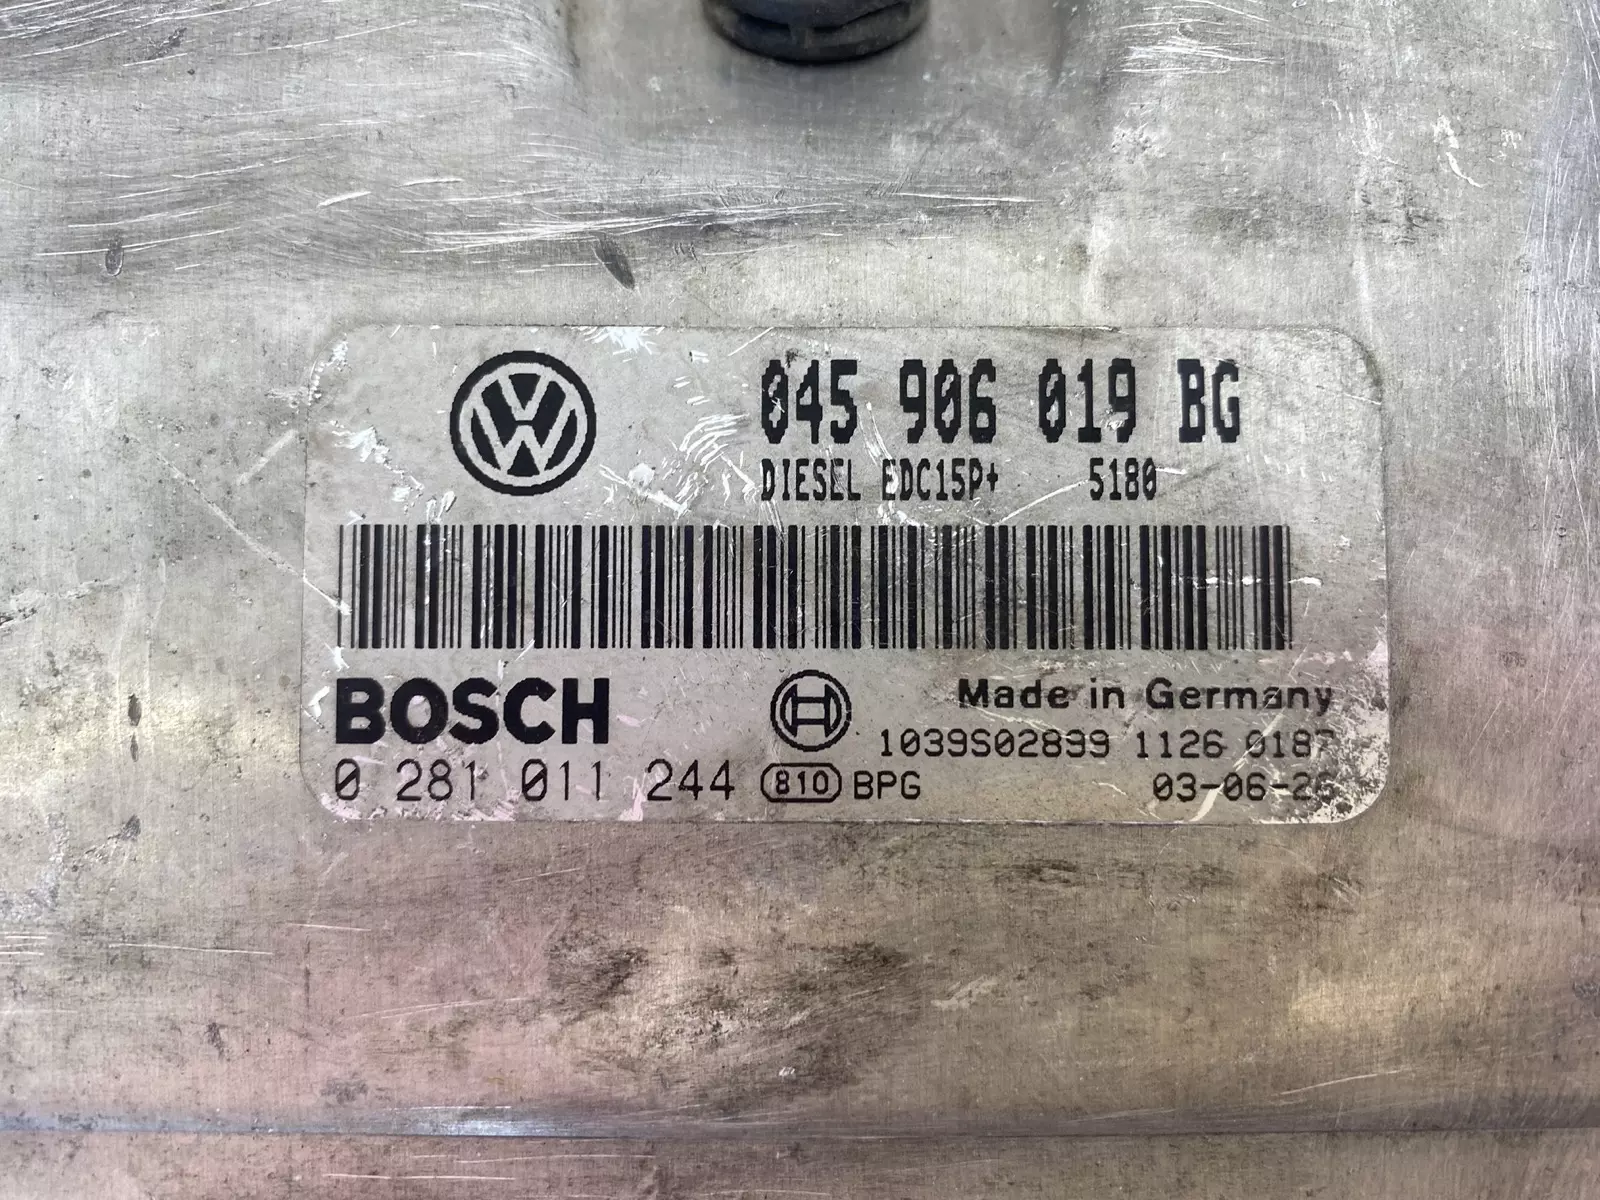 045 906 019 BG
DIESEL EDC15P+ 5180
BOSCH
Made in Germany
1039S02899 1126 0187
0 281 011 244 810 BPG 03-06-26